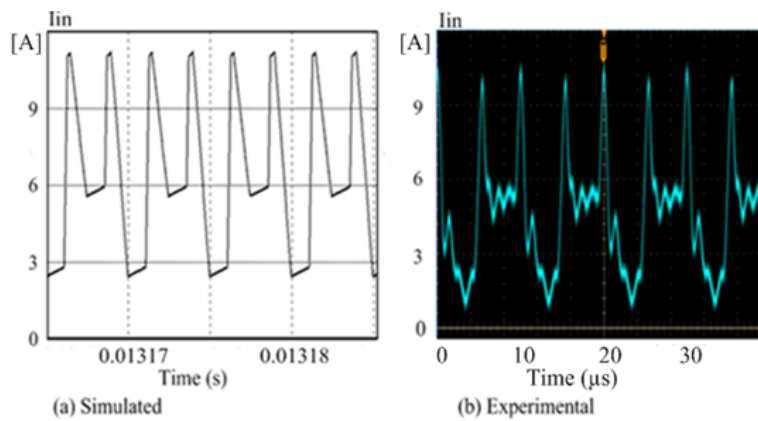 Iin
[A]
9
6
3
0
0.01317
0.01318
Time (s)
(a) Simulated
Iin
[A]
9
6
3
0
0
10
20
30
Time (µs)
(b) Experimental